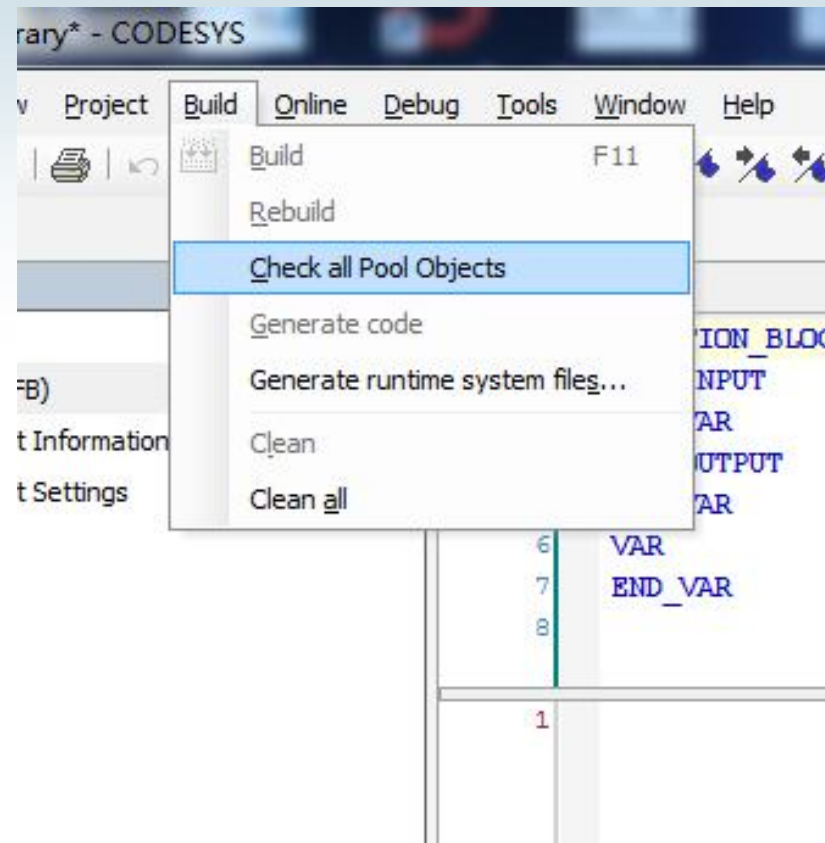 rary* - CODESYS
w Project Build Online Debug Tools Window Help
Build F11
Rebuild
Check all Pool Objects
Generate code
Generate runtime system files...
Clean
Clean all
FB)
t Information
t Settings
TION_BLOC
NPUT
AR
UTPUT
AR
6 VAR
7 END_VAR
8
1